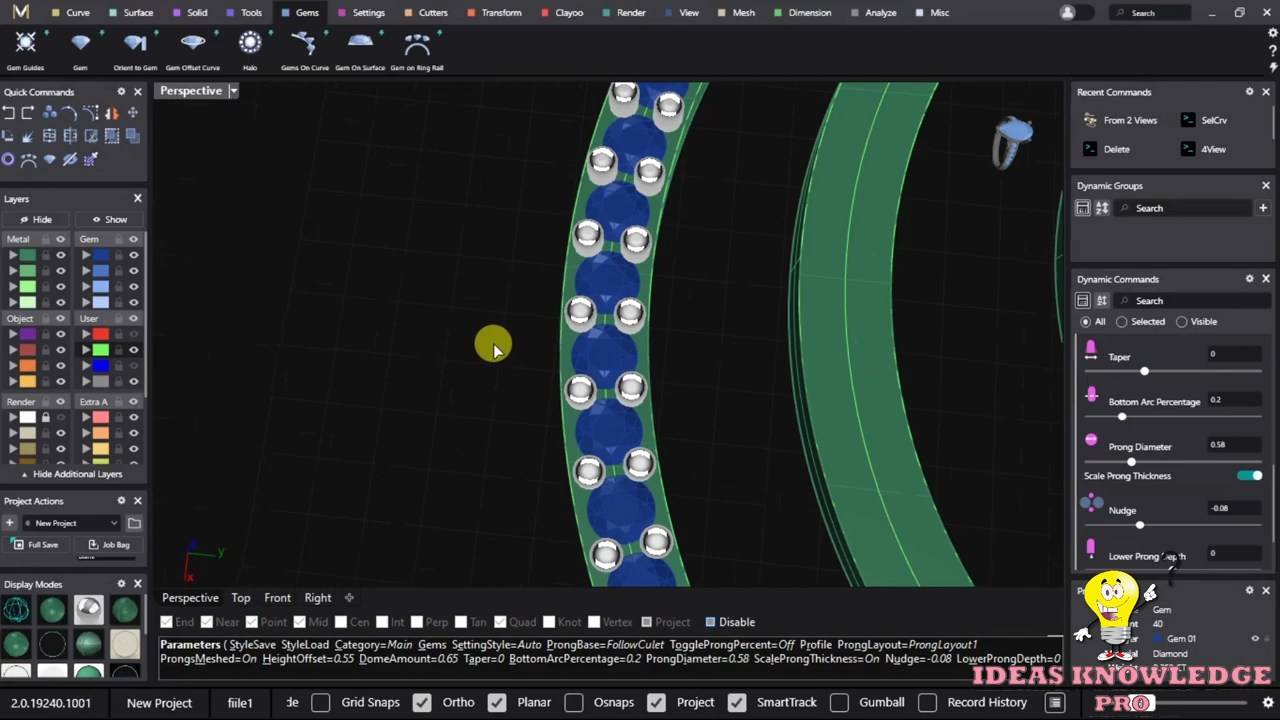 Curve Surface Solid Tools Gems Settings Cutters Transform Clayoo Render View Mesh Dimension Analyze Misc Search
Gem Guides Gem Orient to Gem Gem Offset Curve Halo Gems On Curve Gem On Surface Gem on Ring Rail
Quick Commands
Perspective
Recent Commands
From 2 Views SelCrv
Delete 4View
Layers
Hide Show
Metal Gem
Object User
Render Extra A
Hide Additional Layers
Dynamic Groups
Search
Dynamic Commands
Search
All Selected Visible
Taper 0
Bottom Arc Percentage 0.2
Prong Diameter 0.58
Scale Prong Thickness
Nudge -0.08
Lower Prong Depth 0
Project Actions
New Project
Full Save Job Bag
Display Modes
Perspective Top Front Right
End Near Point Mid Cen Int Perp Tan Quad Knot Vertex Project Disable
Parameters ( StyleSave StyleLoad Category=Main Gems SettingStyle=Auto ProngBase=FollowCulet ToggleProngPercent=Off Profile ProngLayout=ProngLayout1
ProngsMeshed=On HeightOffset=0.55 DomeAmount=0.65 Taper=0 BottomArcPercentage=0.2 ProngDiameter=0.58 ScaleProngThickness=On Nudge=-0.08 LowerProngDepth=0
Gem
40
Gem 01
Diamond
IDEAS KNOWLEDGE
PRO
2.0.19240.1001 New Project file1 de Grid Snaps Ortho Planar Osnaps Project SmartTrack Gumball Record History